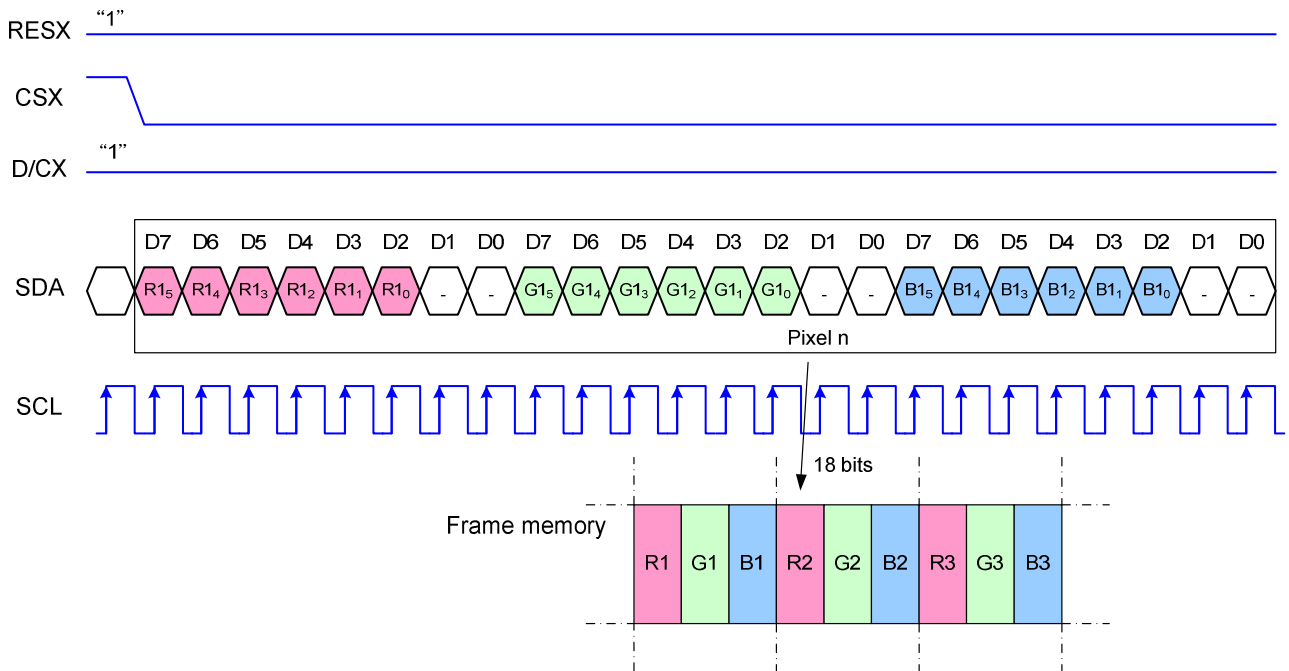 RESX “1”
CSX
D/CX “1”
D7 D6 D5 D4 D3 D2 D1 D0 D7 D6 D5 D4 D3 D2 D1 D0 D7 D6 D5 D4 D3 D2 D1 D0
SDA R1₅ R1₄ R1₃ R1₂ R1₁ R1₀ - - G1₅ G1₄ G1₃ G1₂ G1₁ G1₀ - - B1₅ B1₄ B1₃ B1₂ B1₁ B1₀ - -
Pixel n
SCL
18 bits
Frame memory
R1 G1 B1 R2 G2 B2 R3 G3 B3